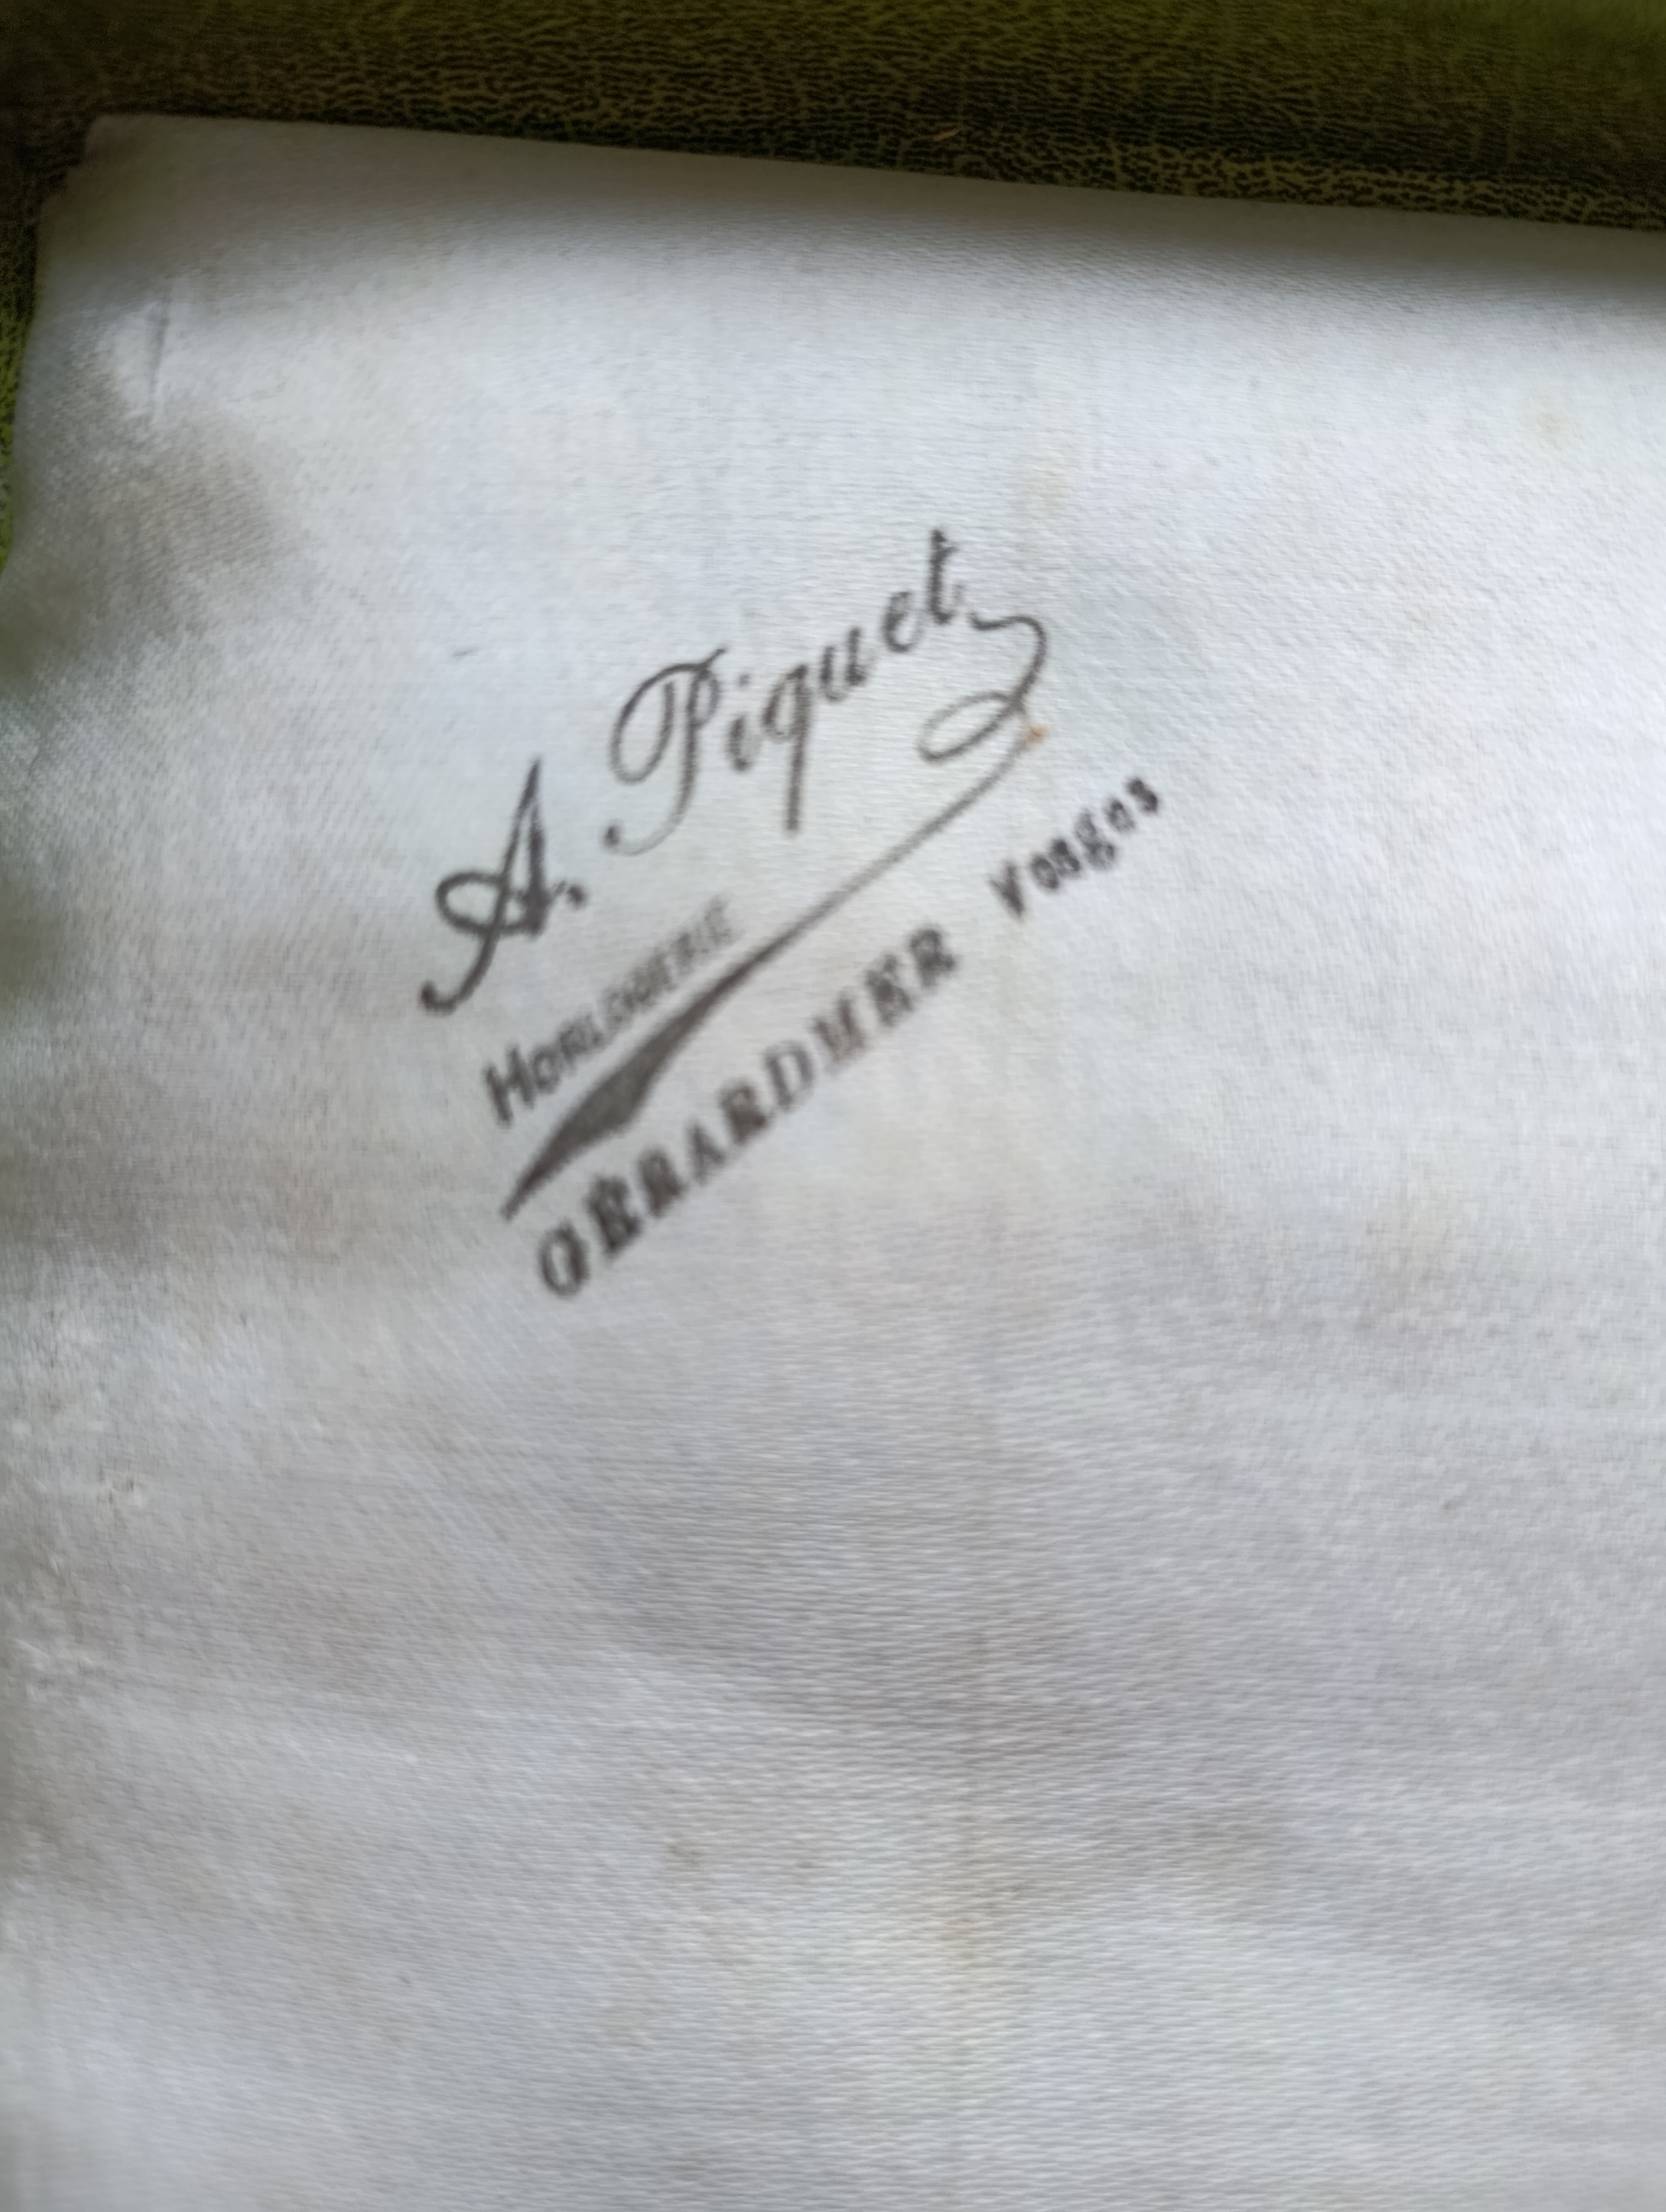 A. Piquet
HORLOGERIE
GÉRARDMER Vosges